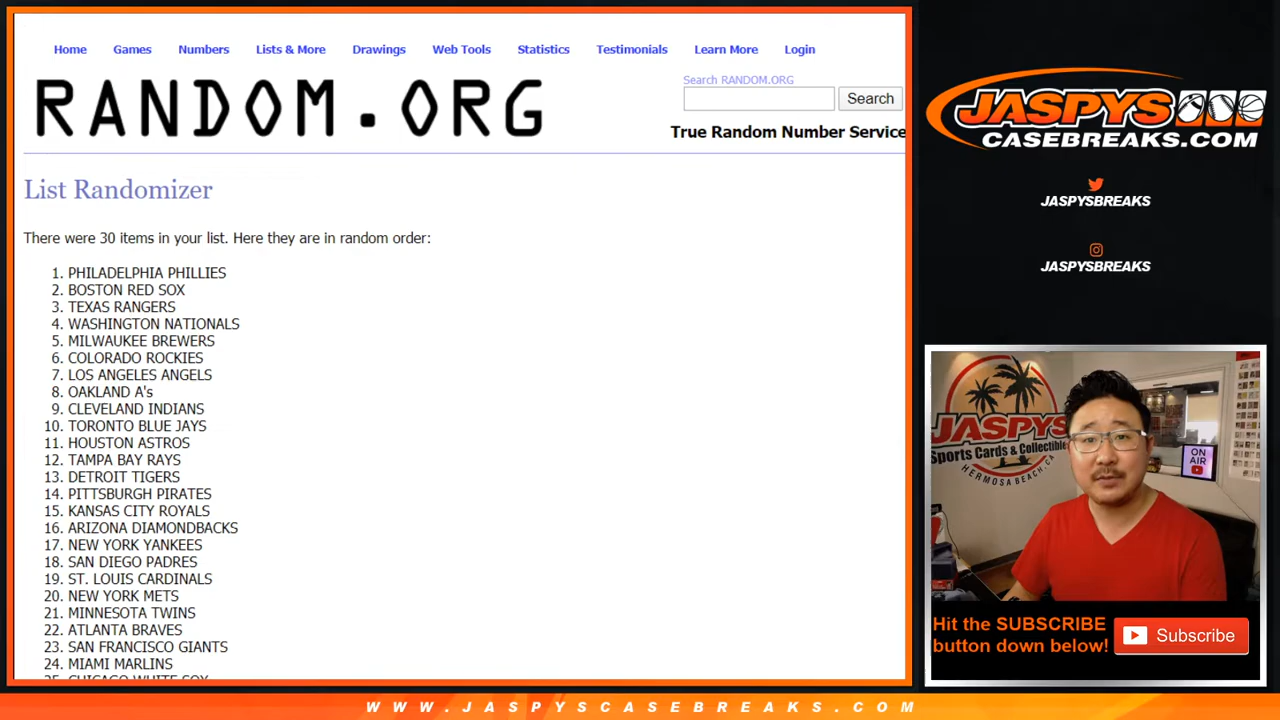 Home Games Numbers Lists & More Drawings Web Tools Statistics Testimonials Learn More Login
RANDOM.ORG
Search RANDOM.ORG
Search
True Random Number Service
List Randomizer
There were 30 items in your list. Here they are in random order:
1. PHILADELPHIA PHILLIES
2. BOSTON RED SOX
3. TEXAS RANGERS
4. WASHINGTON NATIONALS
5. MILWAUKEE BREWERS
6. COLORADO ROCKIES
7. LOS ANGELES ANGELS
8. OAKLAND A's
9. CLEVELAND INDIANS
10. TORONTO BLUE JAYS
11. HOUSTON ASTROS
12. TAMPA BAY RAYS
13. DETROIT TIGERS
14. PITTSBURGH PIRATES
15. KANSAS CITY ROYALS
16. ARIZONA DIAMONDBACKS
17. NEW YORK YANKEES
18. SAN DIEGO PADRES
19. ST. LOUIS CARDINALS
20. NEW YORK METS
21. MINNESOTA TWINS
22. ATLANTA BRAVES
23. SAN FRANCISCO GIANTS
24. MIAMI MARLINS
25. CHICAGO WHITE SOX
JASPYS
CASEBREAKS.COM
JASPYSBREAKS
JASPYSBREAKS
JASPYS
Sports Cards & Collectibles
HERMOSA BEACH, CA
ON AIR
Hit the SUBSCRIBE
button down below!
Subscribe
WWW.JASPYSCASEBREAKS.COM